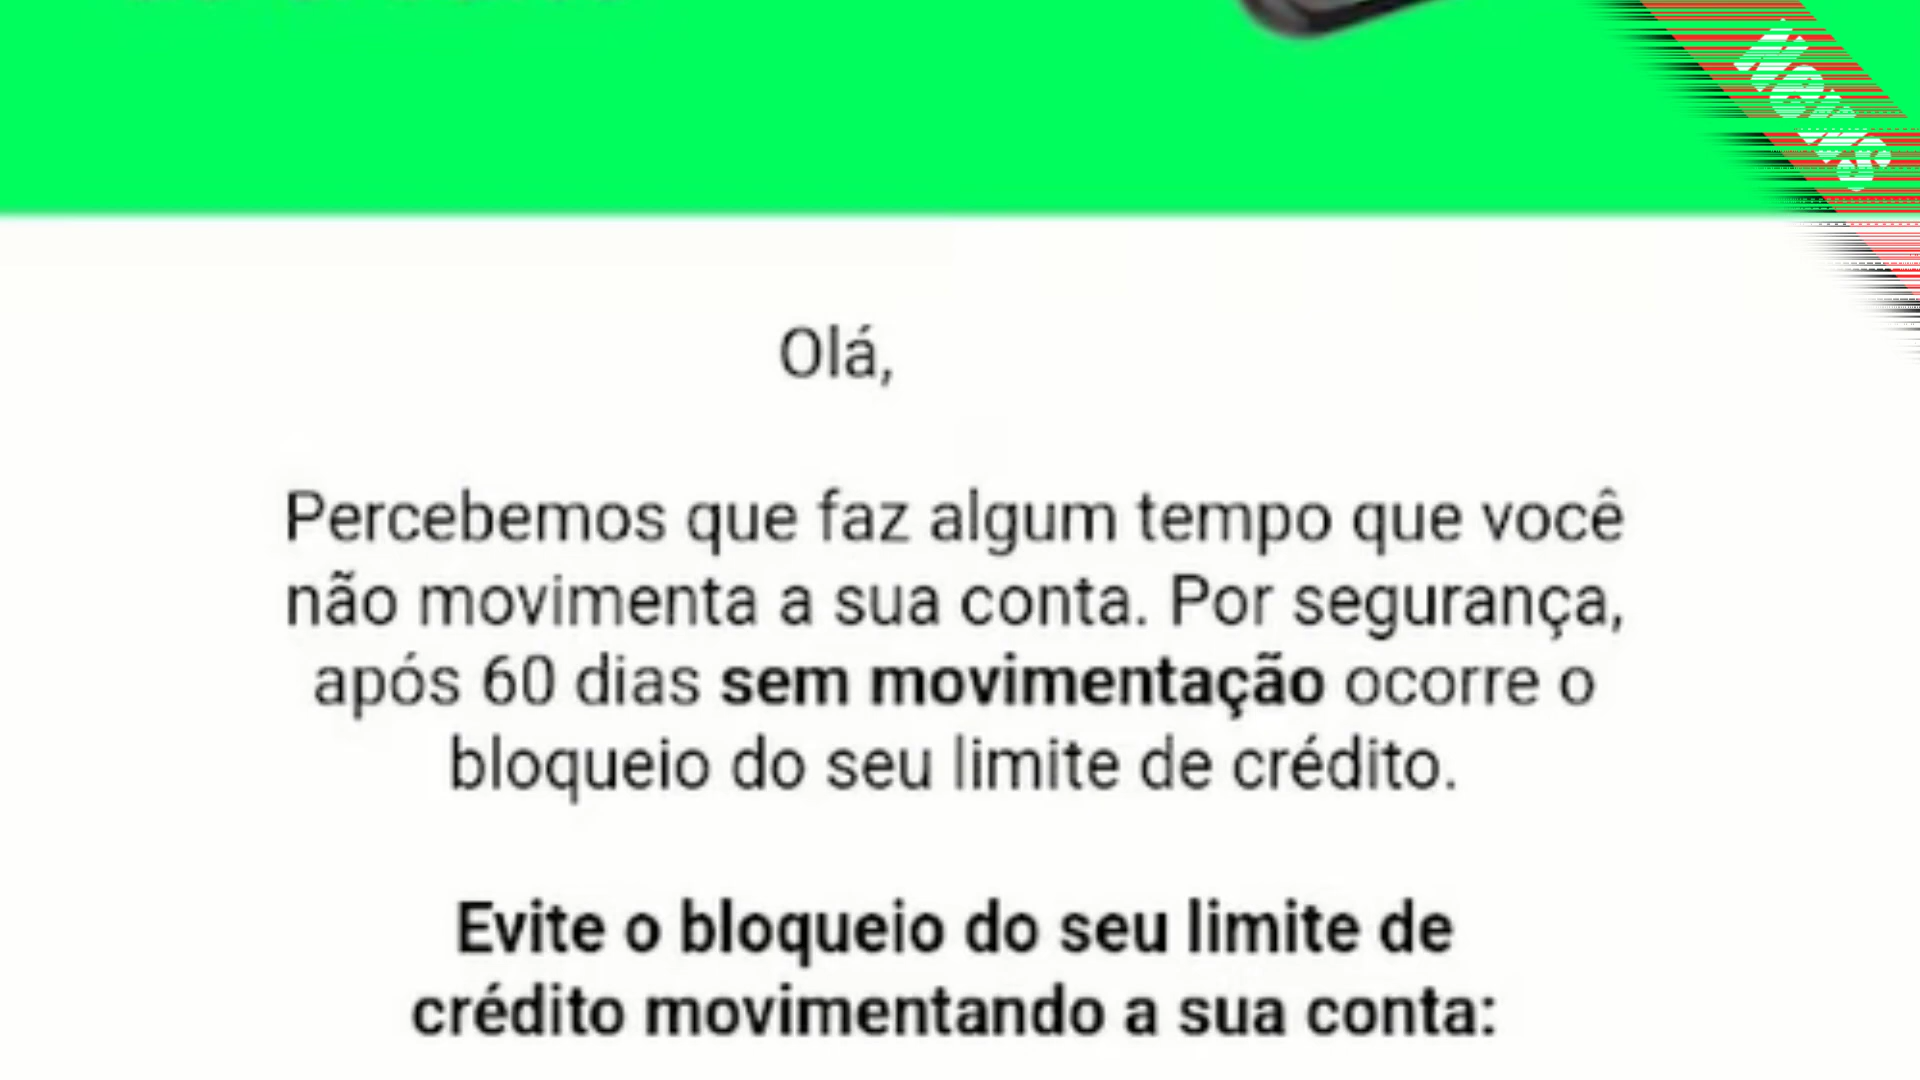 News
Olá,
Percebemos que faz algum tempo que você
não movimenta a sua conta. Por segurança,
após 60 dias sem movimentação ocorre o
bloqueio do seu limite de crédito.
Evite o bloqueio do seu limite de
crédito movimentando a sua conta: